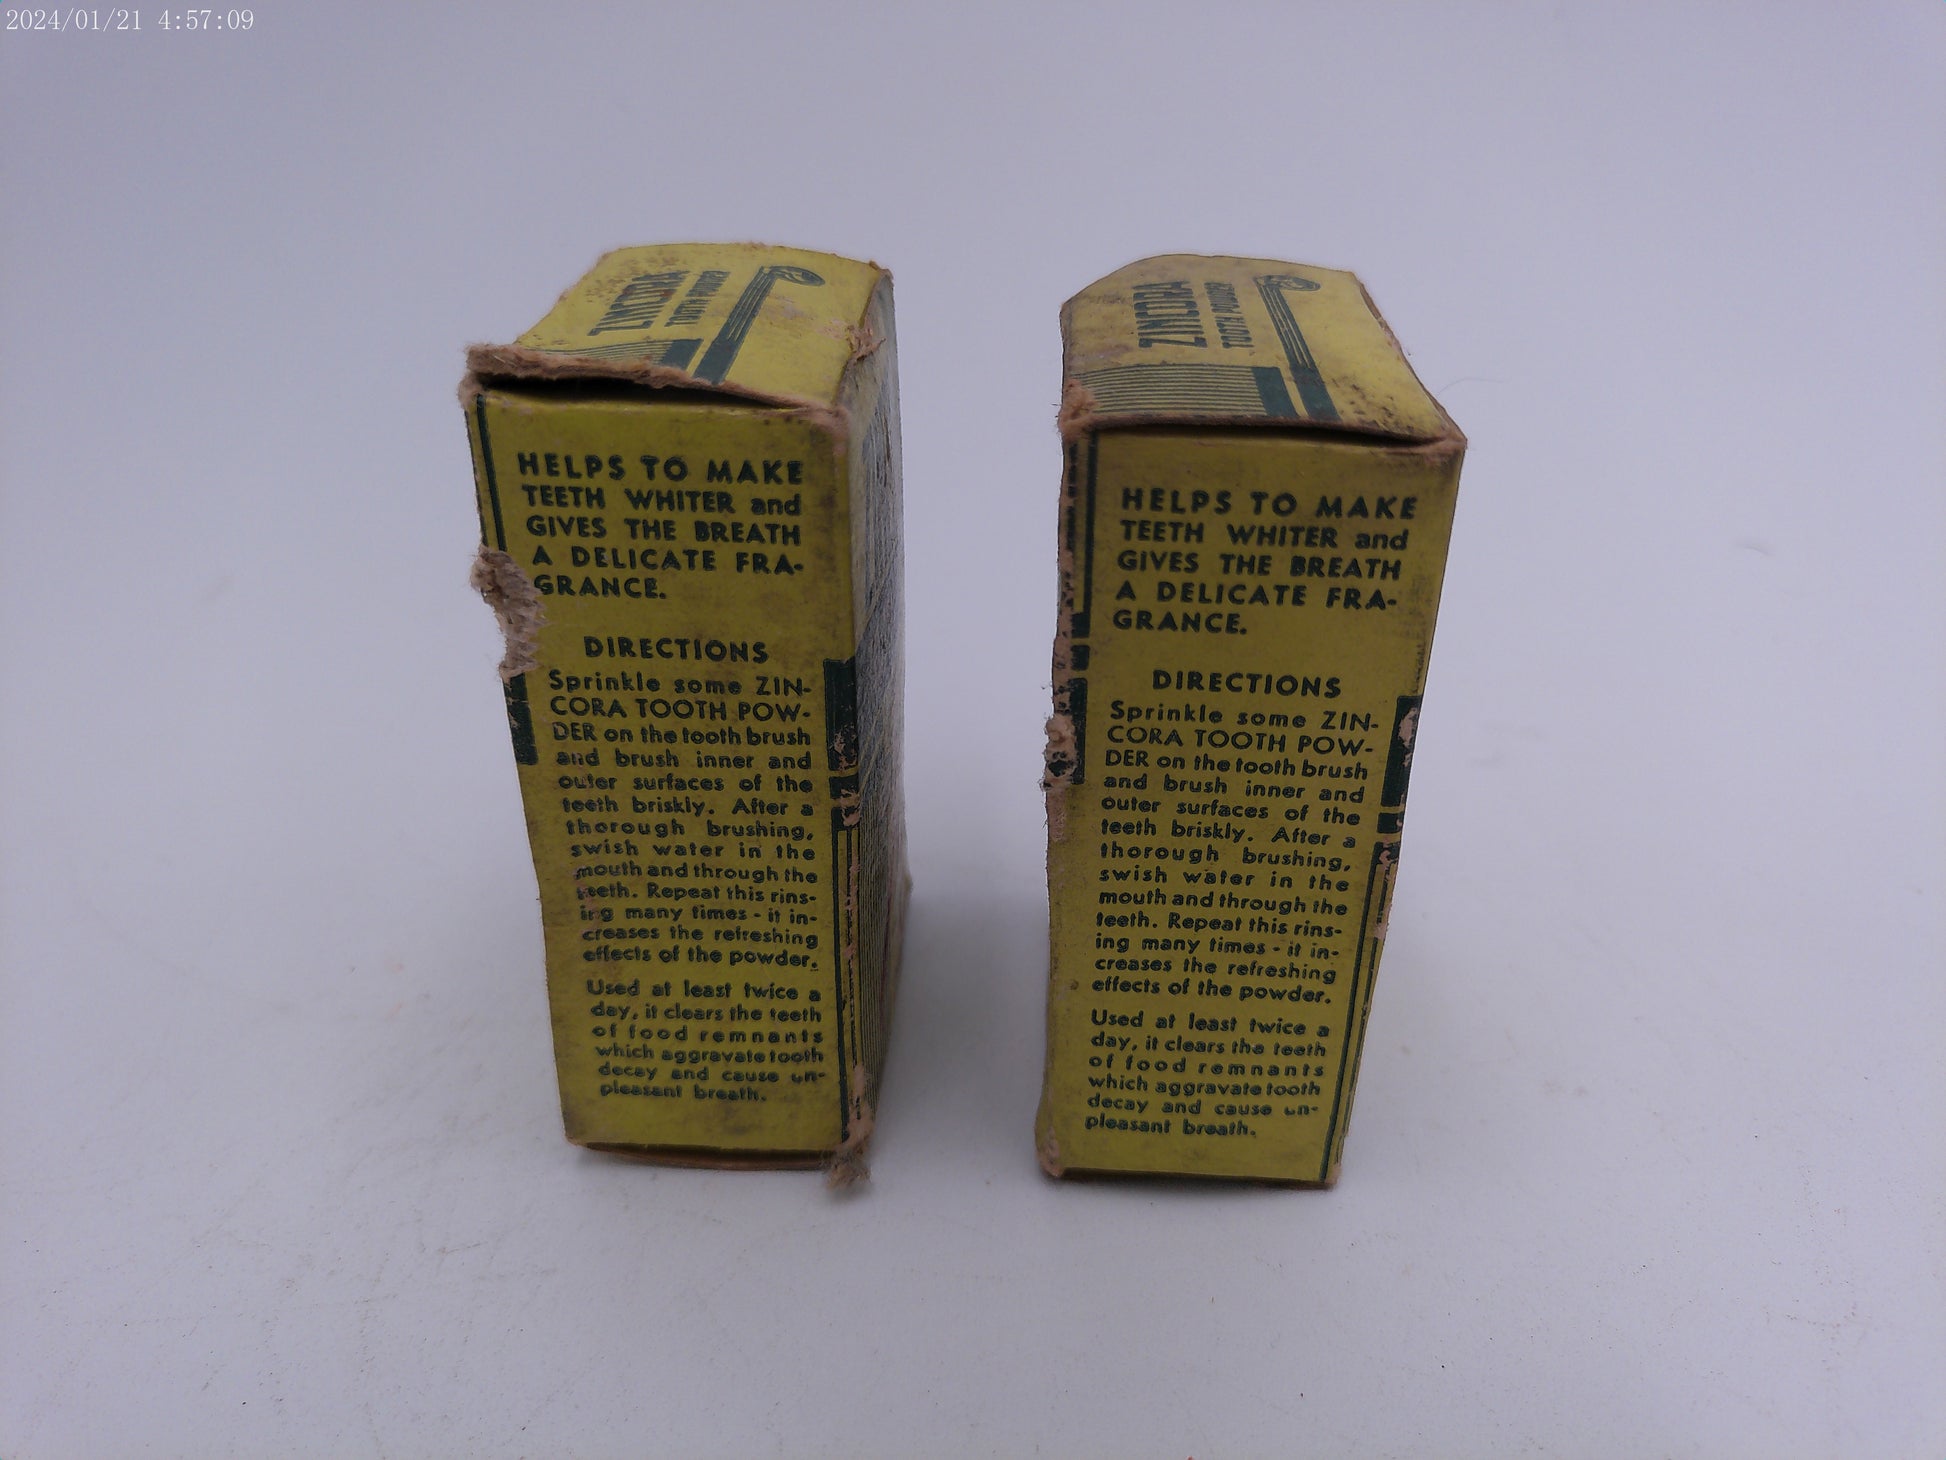 2024/01/21 4:57:09
ZINCORA
TOOTH POWDER
HELPS TO MAKE
TEETH WHITER and
GIVES THE BREATH
A DELICATE FRA-
GRANCE.
DIRECTIONS
Sprinkle some ZIN-
CORA TOOTH POW-
DER on the tooth brush
and brush inner and
outer surfaces of the
teeth briskly. After a
thorough brushing,
swish water in the
mouth and through the
teeth. Repeat this rins-
ing many times - it in-
creases the refreshing
effects of the powder.
Used at least twice a
day, it clears the teeth
of food remnants
which aggravate tooth
decay and cause un-
pleasant breath.
ZINCORA
TOOTH POWDER
HELPS TO MAKE
TEETH WHITER and
GIVES THE BREATH
A DELICATE FRA-
GRANCE.
DIRECTIONS
Sprinkle some ZIN-
CORA TOOTH POW-
DER on the tooth brush
and brush inner and
outer surfaces of the
teeth briskly. After a
thorough brushing,
swish water in the
mouth and through the
teeth. Repeat this rins-
ing many times - it in-
creases the refreshing
effects of the powder.
Used at least twice a
day, it clears the teeth
of food remnants
which aggravate tooth
decay and cause un-
pleasant breath.